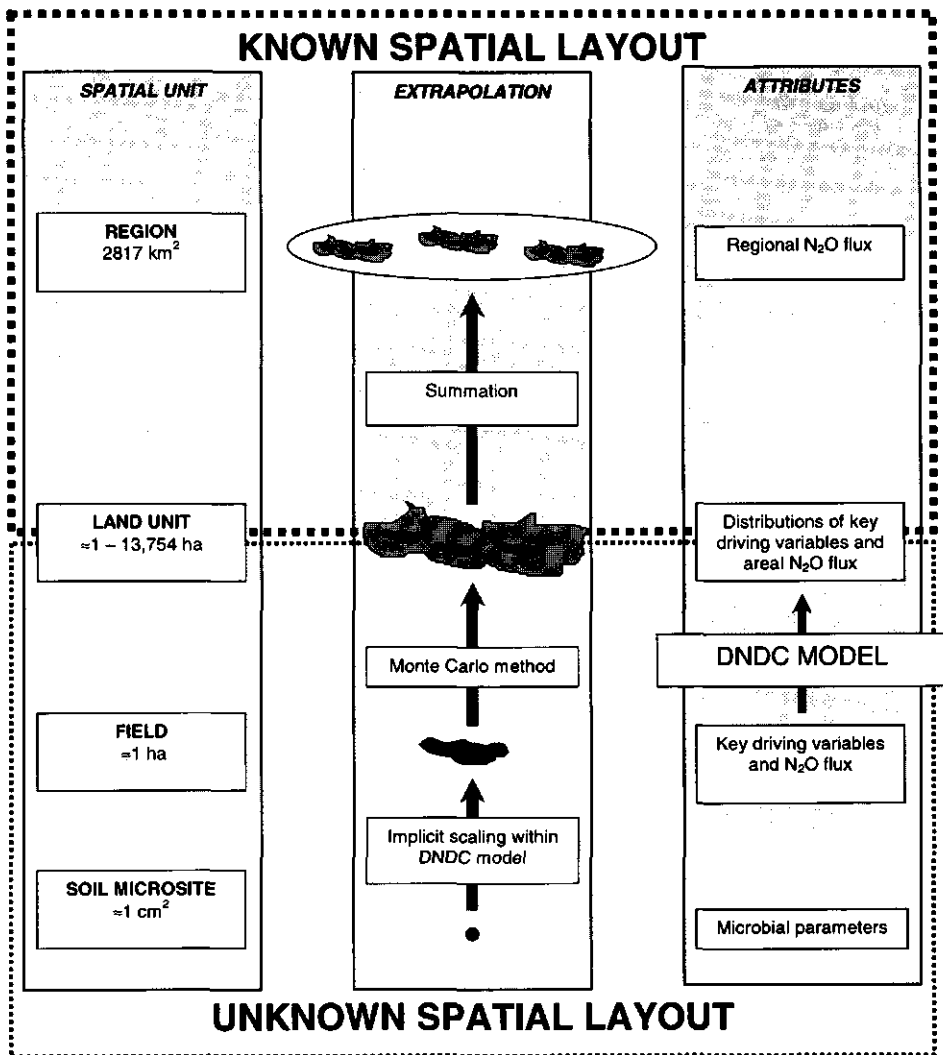 KNOWN SPATIAL LAYOUT
SPATIAL UNIT
REGION
2817 km²
LAND UNIT
≈1 – 13,754 ha
FIELD
≈1 ha
SOIL MICROSITE
≈1 cm²
EXTRAPOLATION
Summation
Monte Carlo method
Implicit scaling within
DNDC model
ATTRIBUTES
Regional N₂O flux
Distributions of key
driving variables and
areal N₂O flux
DNDC MODEL
Key driving variables
and N₂O flux
Microbial parameters
UNKNOWN SPATIAL LAYOUT